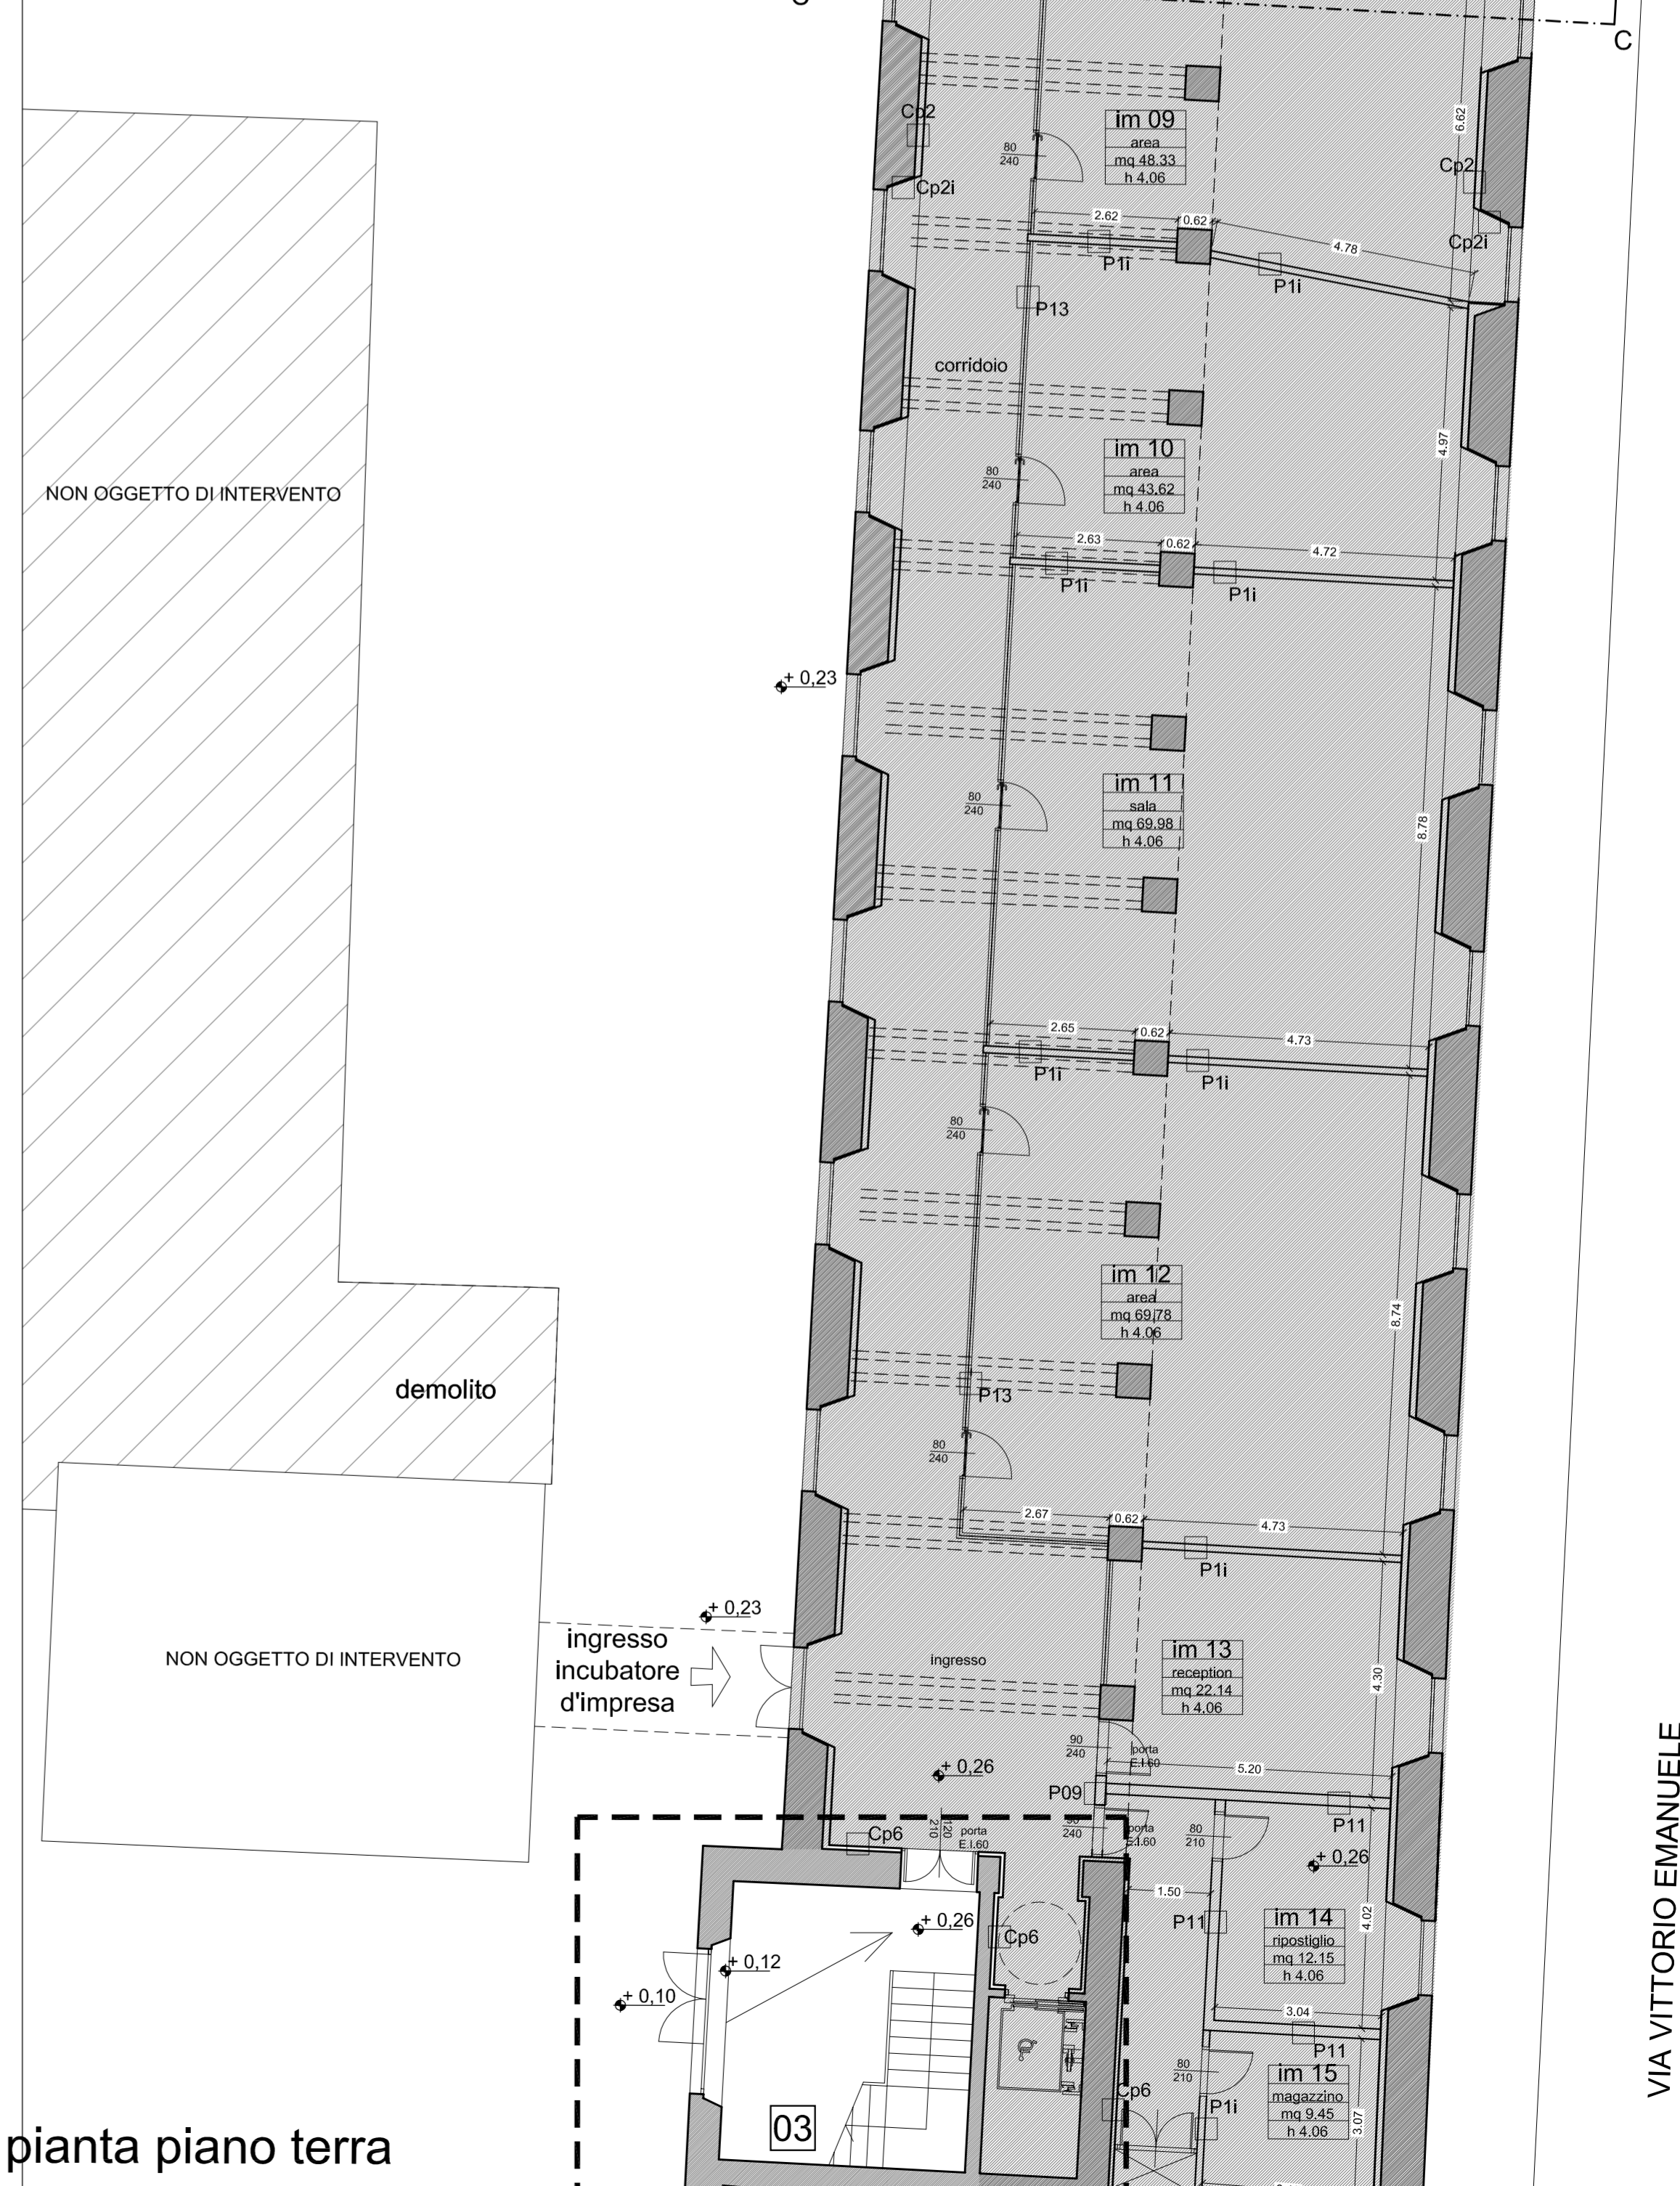 C
6.62
Cp2
im 09
area
mq 48.33
h 4.06
80
240
Cp2
Cp2i
2.62
0.62
4.78
Cp2i
P1i
P1i
P13
corridoio
4.97
NON OGGETTO DI INTERVENTO
im 10
area
mq 43.62
h 4.06
80
240
2.63
0.62
4.72
P1i
P1i
+ 0,23
im 11
sala
mq 69.98
h 4.06
80
240
8.78
2.65
0.62
4.73
P1i
P1i
80
240
im 12
area
mq 69.78
h 4.06
8.74
demolito
P13
80
240
2.67
0.62
4.73
P1i
+ 0,23
ingresso
incubatore
d'impresa
NON OGGETTO DI INTERVENTO
ingresso
im 13
reception
mq 22.14
h 4.06
4.30
90
240
porta
E.I.60
5.20
+ 0,26
P09
P11
Cp6
120
210
porta
E.I.60
90
240
porta
E.I.60
80
210
+ 0,26
1.50
P11
im 14
ripostiglio
mq 12.15
h 4.06
4.02
+ 0,26
Cp6
+ 0,12
+ 0,10
3.04
P11
80
210
im 15
magazzino
mq 9.45
h 4.06
3.07
Cp6
P1i
03
pianta piano terra
VIA VITTORIO EMANUELE